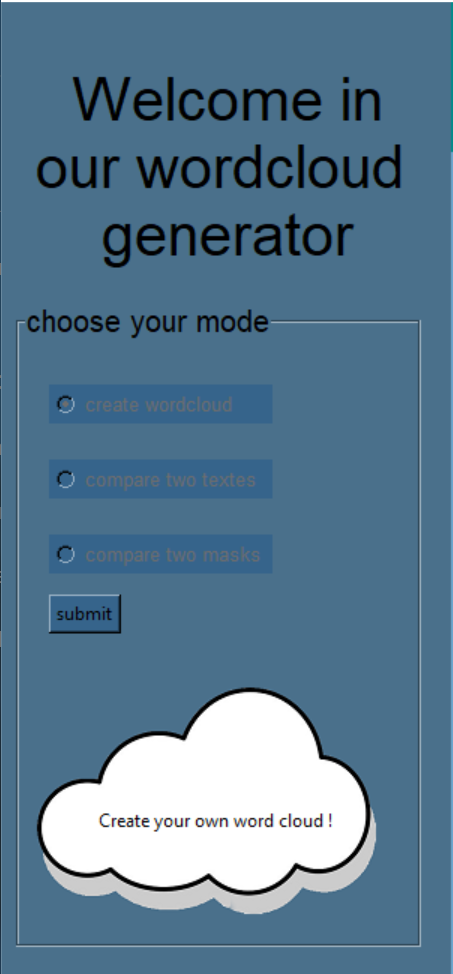 Welcome in
our wordcloud
generator
choose your mode
create wordcloud
compare two textes
compare two masks
submit
Create your own word cloud !